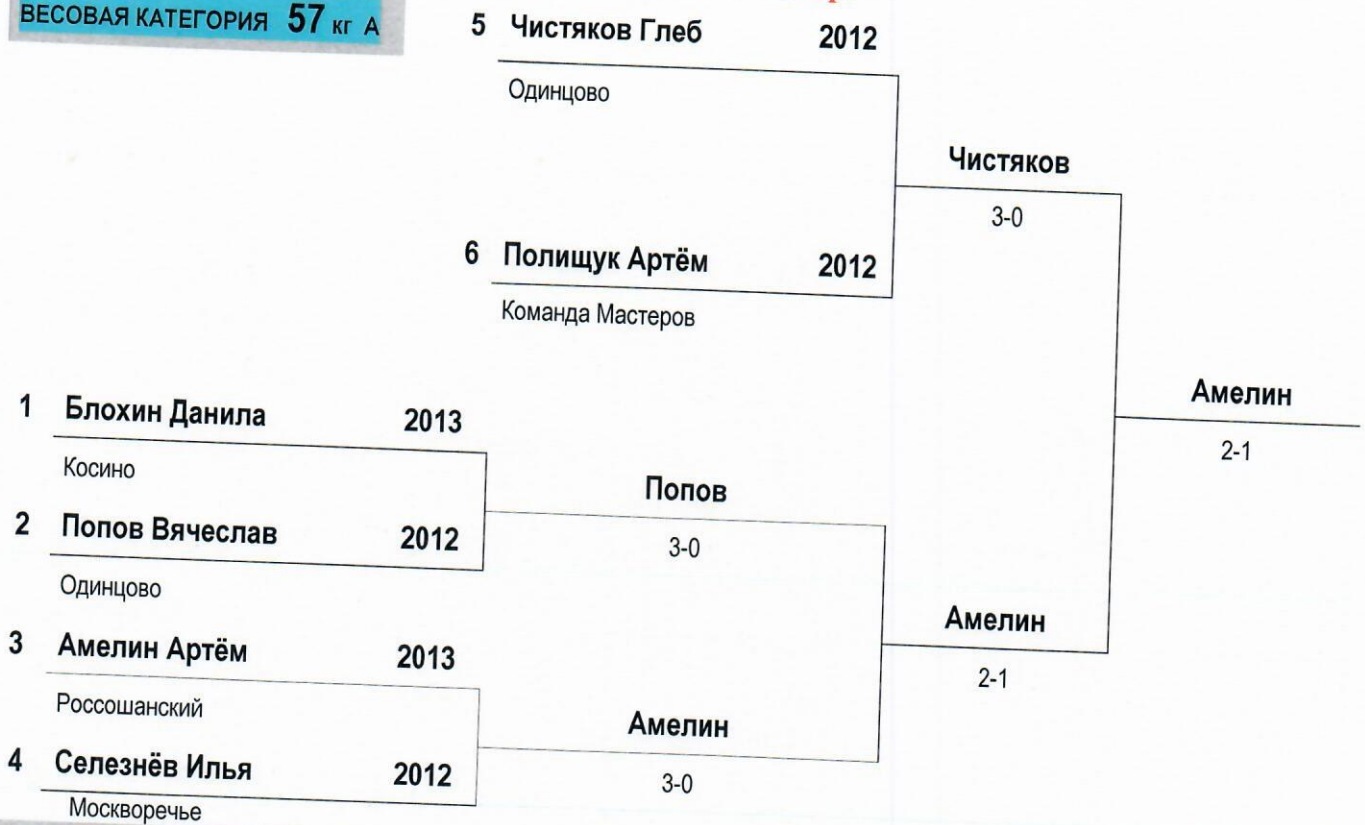 ВЕСОВАЯ КАТЕГОРИЯ 57 кг А
5 Чистяков Глеб 2012
Одинцово
Чистяков
3-0
6 Полищук Артём 2012
Команда Мастеров
Амелин
2-1
1 Блохин Данила 2013
Косино
Попов
3-0
2 Попов Вячеслав 2012
Одинцово
Амелин
2-1
3 Амелин Артём 2013
Россошанский
Амелин
3-0
4 Селезнёв Илья 2012
Москворечье